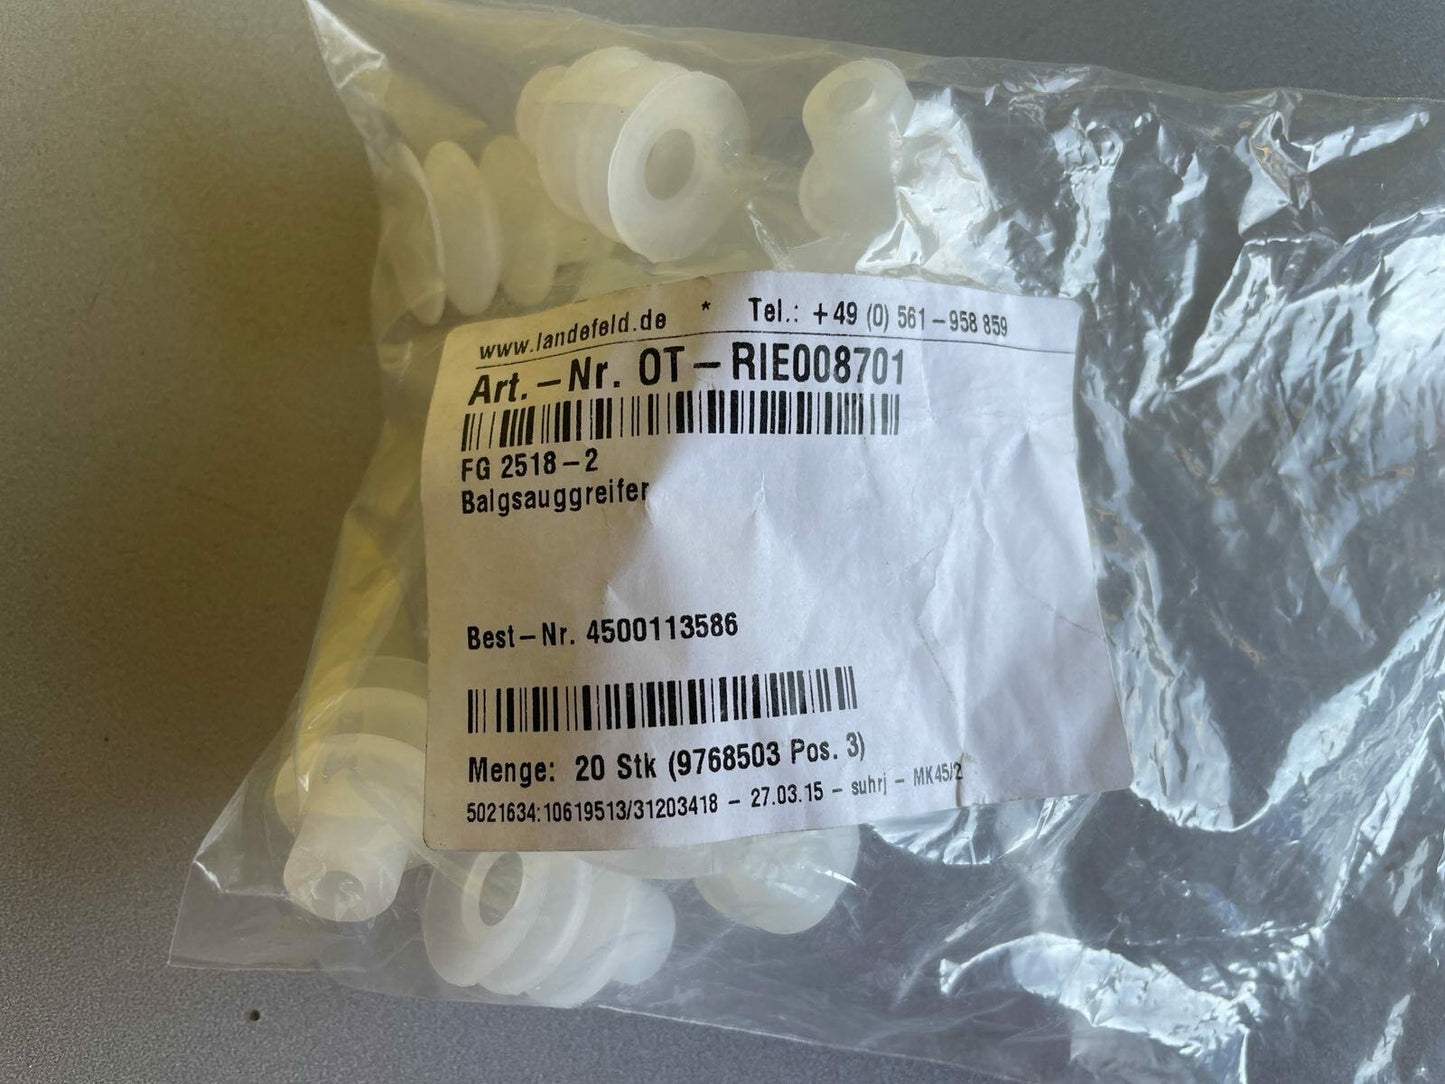 www.landefeld.de * Tel.: +49 (0) 561-958 859
Art.-Nr. OT-RIE008701
FG 2518-2
Balgsauggreifer
Best-Nr. 4500113586
Menge: 20 Stk (9768503 Pos. 3)
5021634:10619513/31203418 - 27.03.15 - suhrj - MK45/2